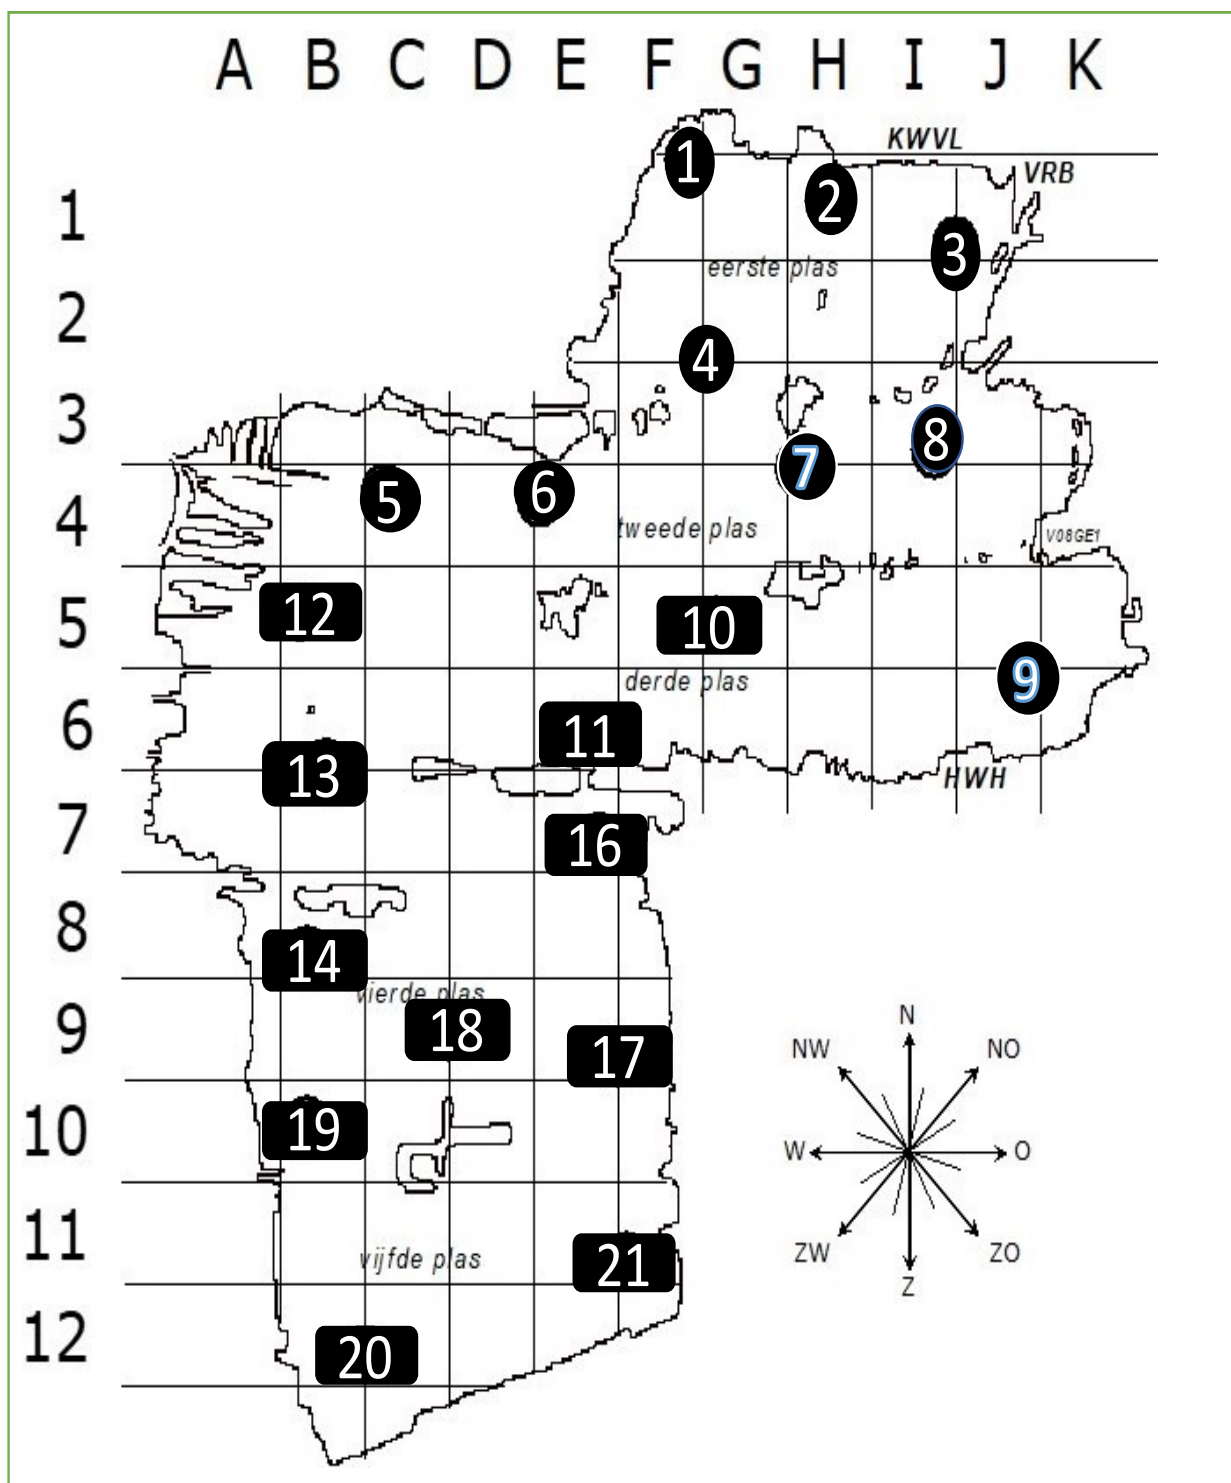 A B C D E F G H I J K
KWVL
1
VRB
2
1
3
eerste plas
2
4
3
8
7
5
6
4
tweede plas
V08GE1
12
5
10
derde plas
9
6
11
13
HWH
7
16
8
14
vierde plas
9
18
17
N
NW
NO
10
19
W
O
11
ZW
ZO
vijfde plas
21
Z
12
20